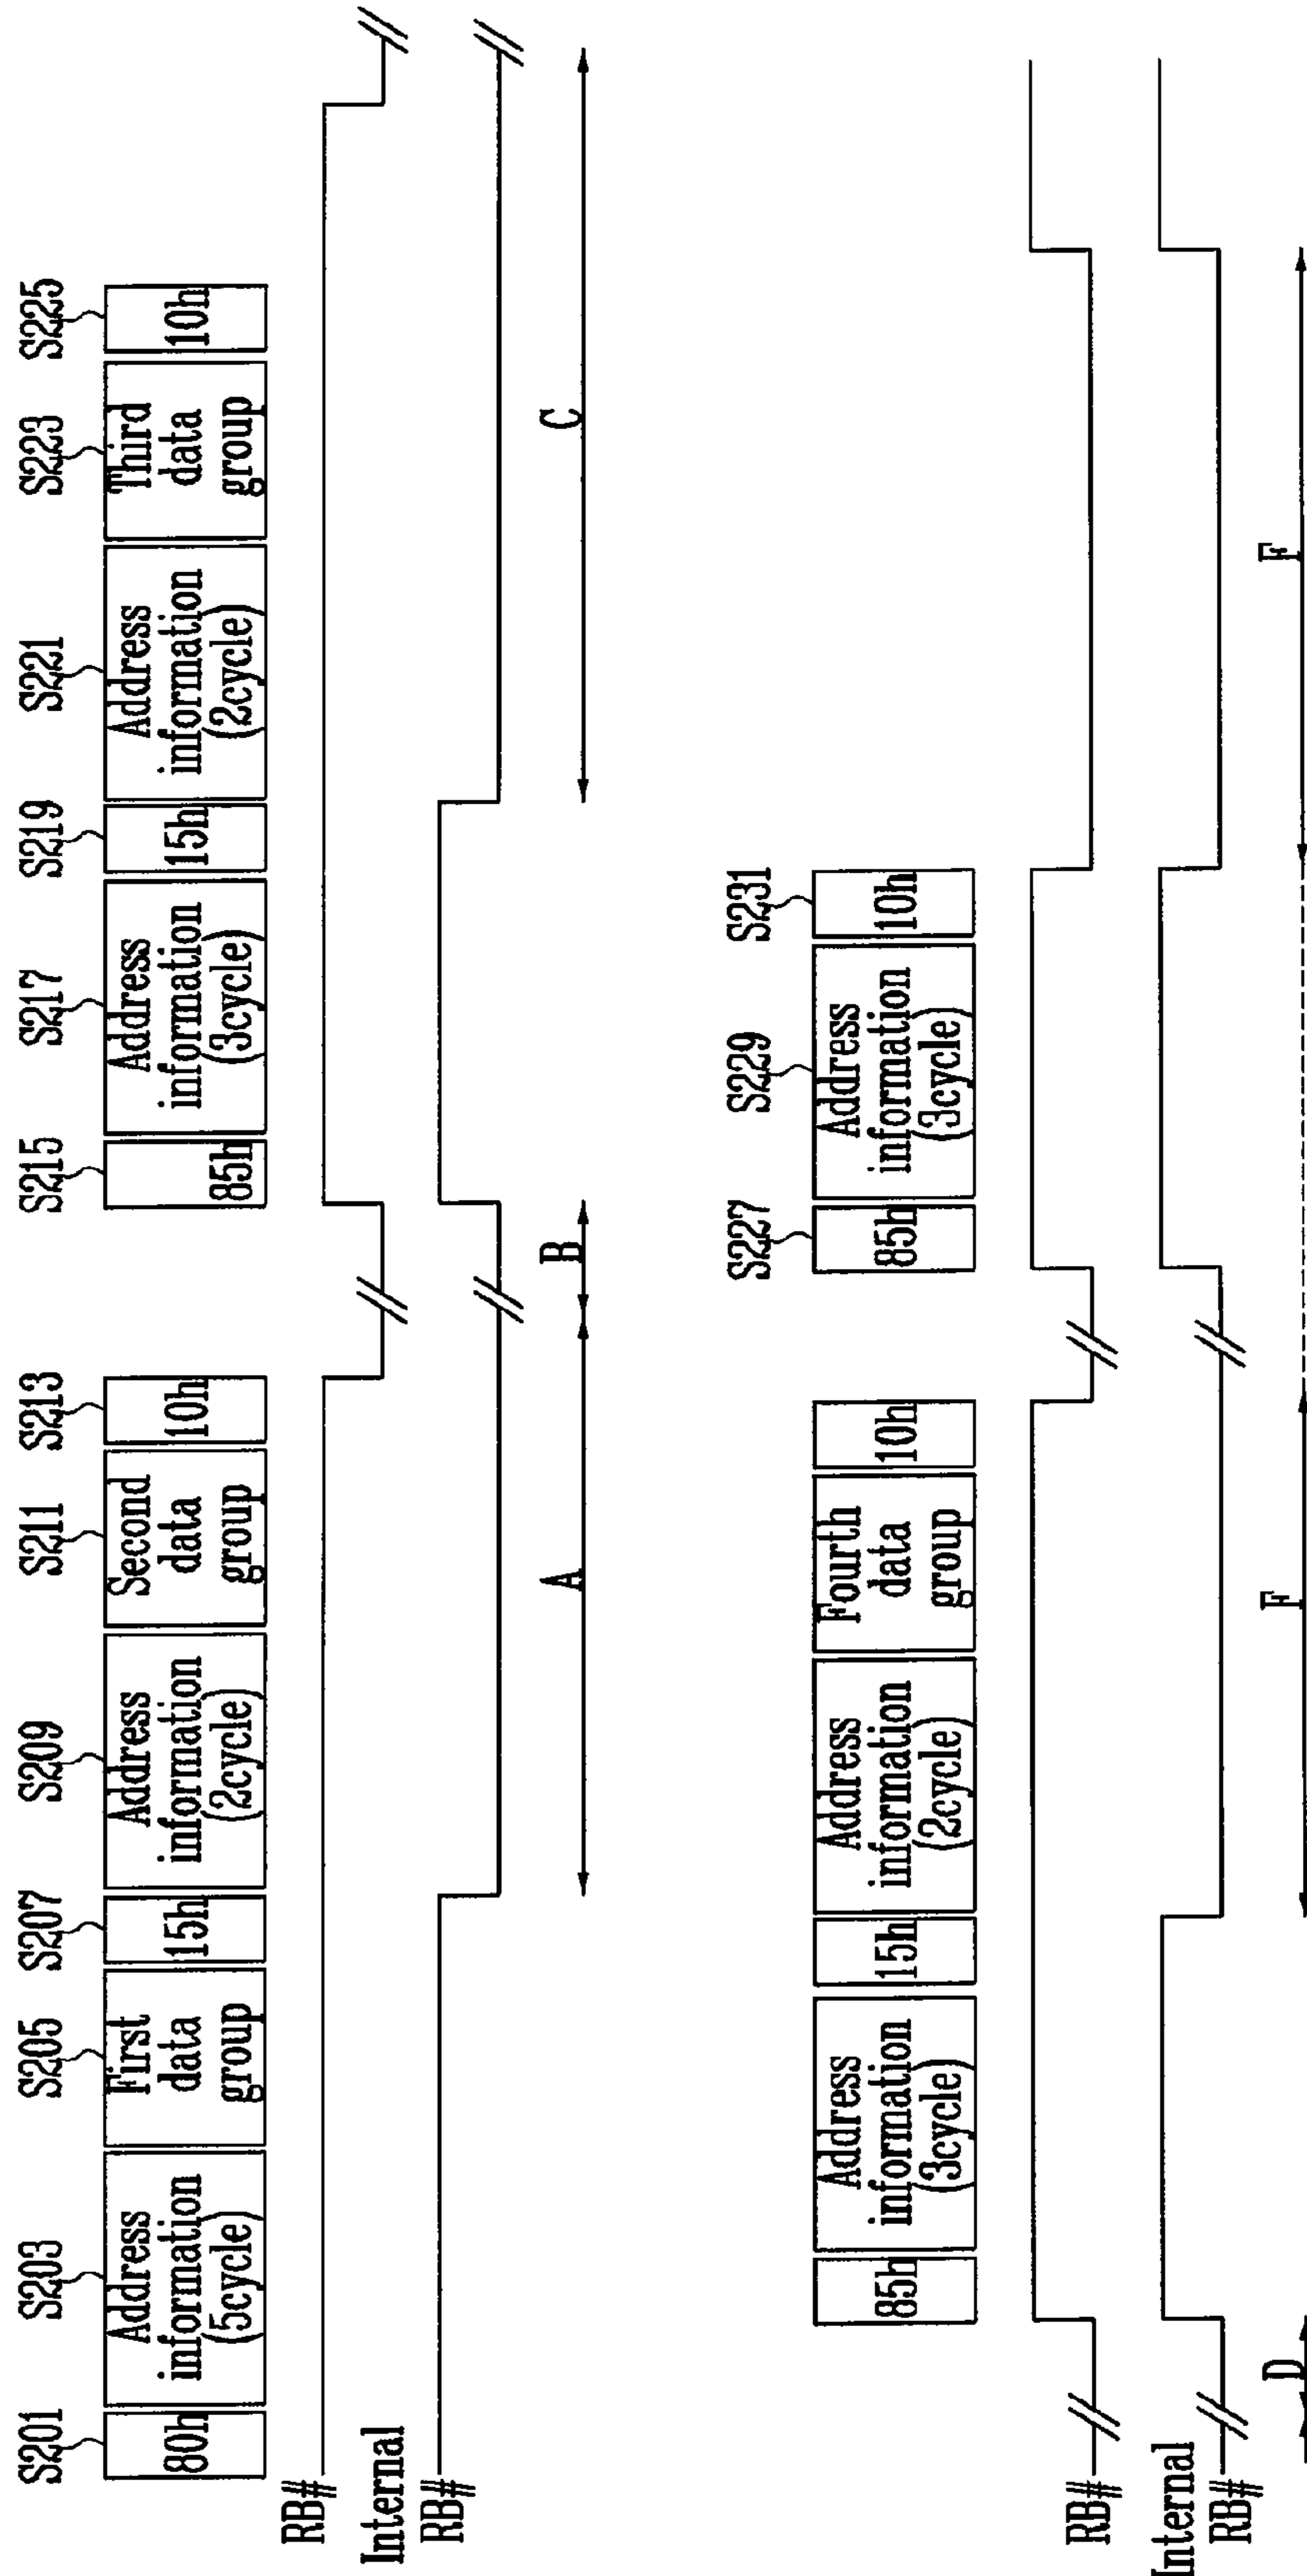 S201
S203
S205
S207
S209
S211
S213
S215
S217
S219
S221
S223
S225
80h
Address
information
(5cycle)
First
data
group
15h
Address
information
(2cycle)
Second
data
group
10h
85h
Address
information
(3cycle)
15h
Address
information
(2cycle)
Third
data
group
10h
RB#
Internal
RB#
A
B
C
S227
S229
S231
85h
Address
information
(3cycle)
15h
Address
information
(2cycle)
Fourth
data
group
10h
85h
Address
information
(3cycle)
10h
RB#
Internal
RB#
D
F
F